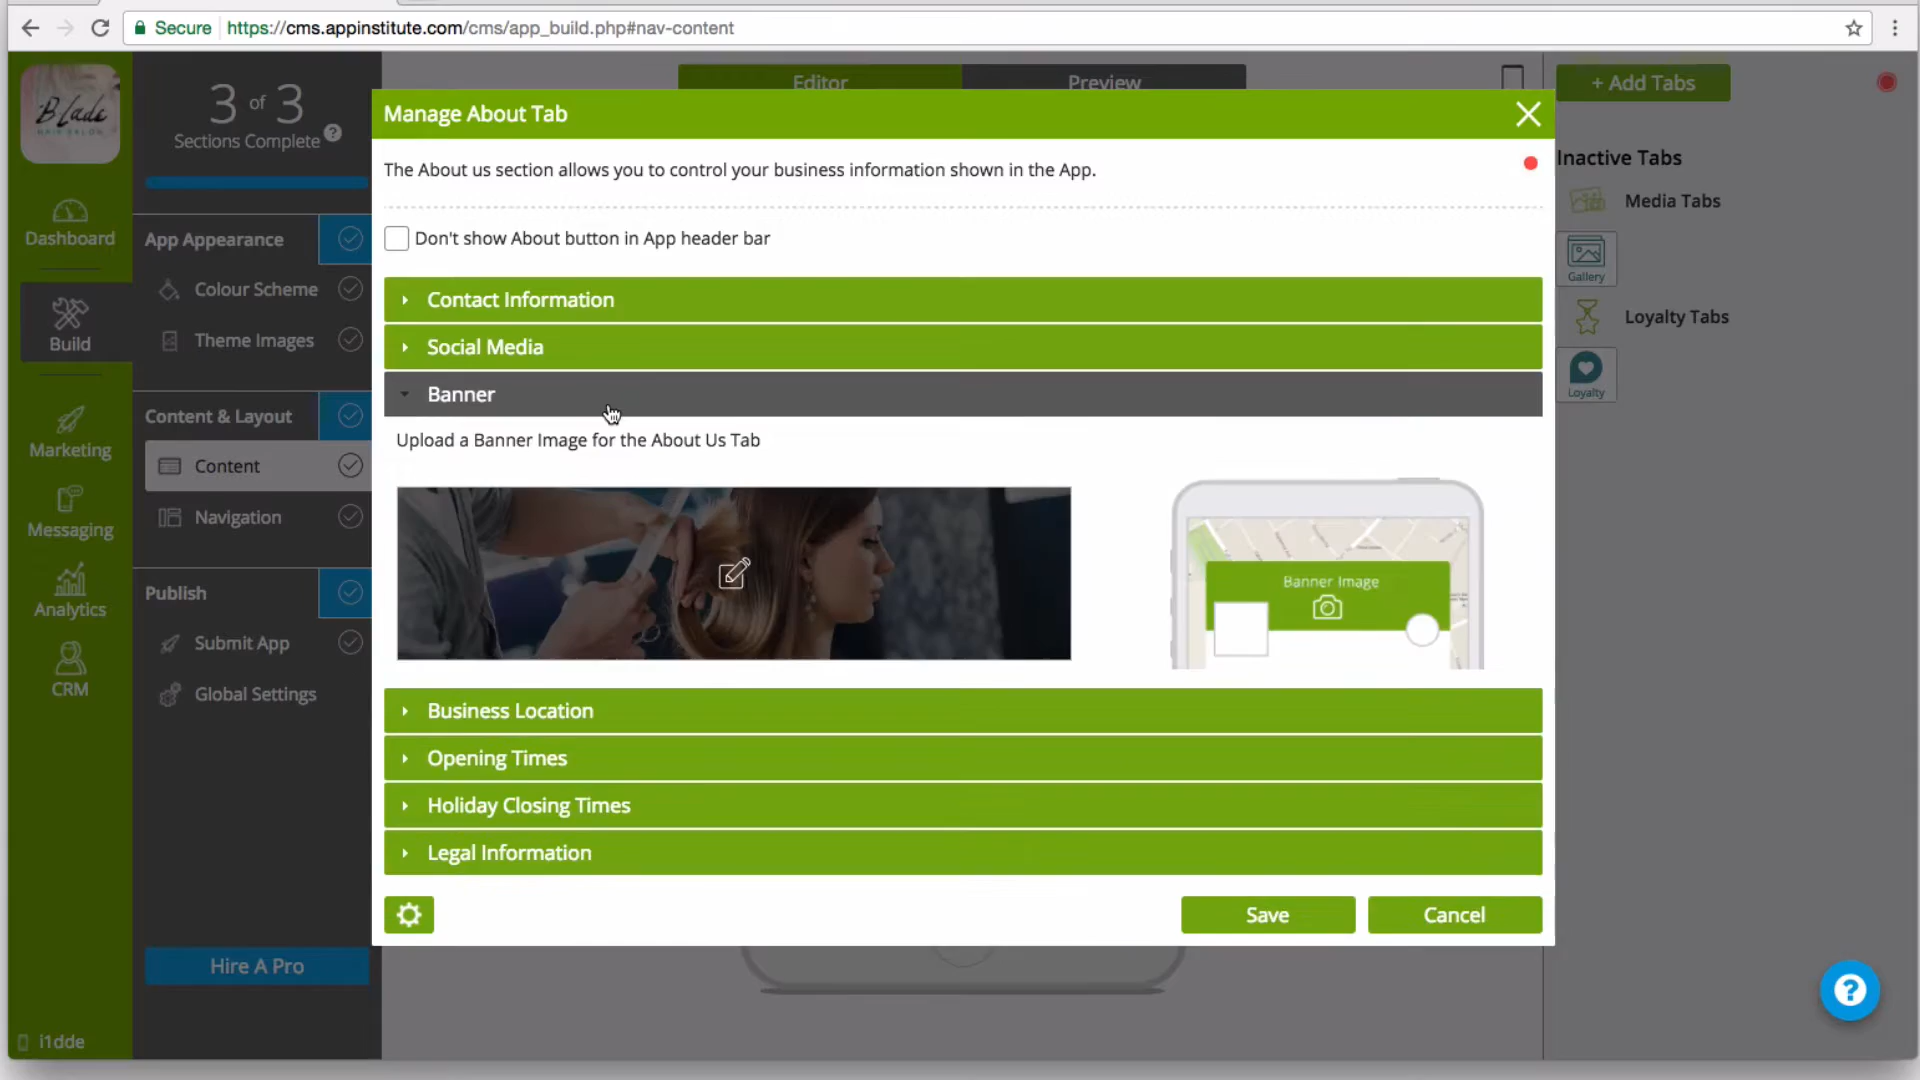 Secure
https://cms.appinstitute.com/cms/app_build.php#nav-content
Blade
HAIR SALON
3 of 3
Sections Complete ?
Dashboard
Build
Marketing
Messaging
Analytics
CRM
i1dde
App Appearance
Colour Scheme
Theme Images
Content & Layout
Content
Navigation
Publish
Submit App
Global Settings
Hire A Pro
Editor
Preview
Manage About Tab
The About us section allows you to control your business information shown in the App.
Don't show About button in App header bar
Contact Information
Social Media
Banner
Upload a Banner Image for the About Us Tab
Banner Image
Business Location
Opening Times
Holiday Closing Times
Legal Information
Save
Cancel
+ Add Tabs
Inactive Tabs
Media Tabs
Gallery
Loyalty Tabs
Loyalty
?